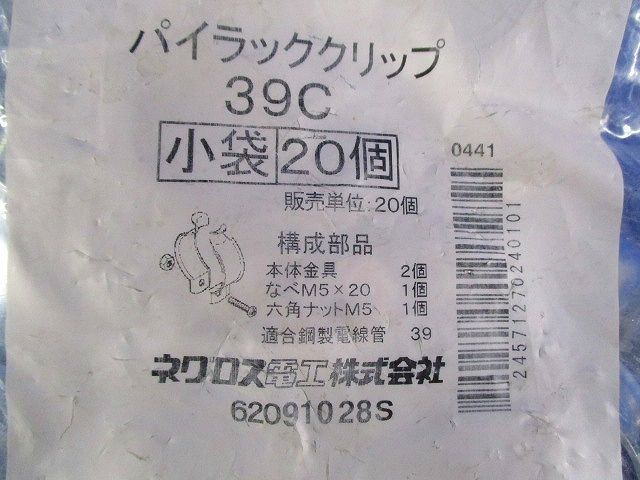 パイラッククリップ
39C
小袋 20個
販売単位:20個
構成部品
本体金具 2個
なべM5×20 1個
六角ナットM5 1個
適合鋼製電線管 39
ネグロス電工株式会社
62091028S
0441
2457127024010​1